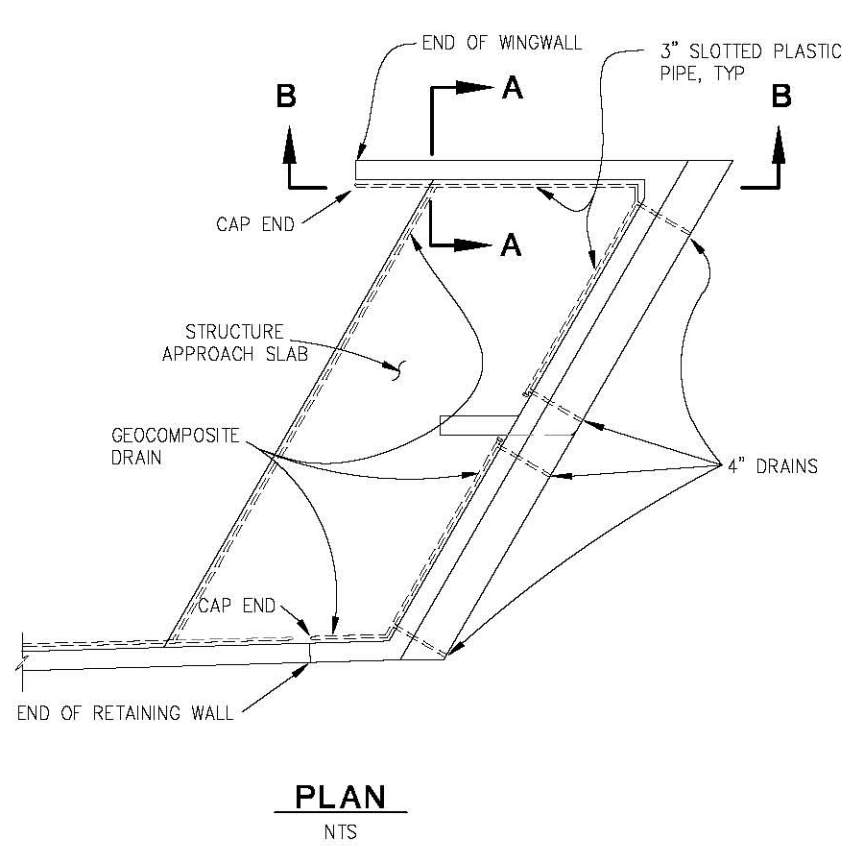 END OF WINGWALL
3" SLOTTED PLASTIC
PIPE, TYP
B
A
B
CAP END
A
STRUCTURE
APPROACH SLAB
GEOCOMPOSITE
DRAIN
4" DRAINS
CAP END
END OF RETAINING WALL
PLAN
NTS